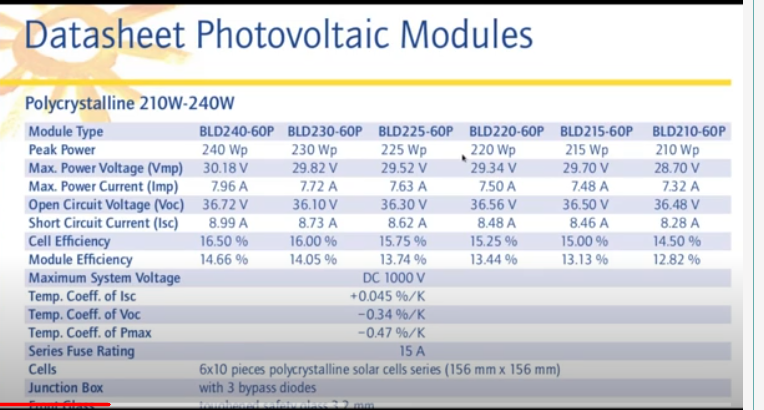 Datasheet Photovoltaic Modules
Polycrystalline 210W-240W
Module Type BLD240-60P BLD230-60P BLD225-60P BLD220-60P BLD215-60P BLD210-60P
Peak Power 240 Wp 230 Wp 225 Wp 220 Wp 215 Wp 210 Wp
Max. Power Voltage (Vmp) 30.18 V 29.82 V 29.52 V 29.34 V 29.70 V 28.70 V
Max. Power Current (Imp) 7.96 A 7.72 A 7.63 A 7.50 A 7.48 A 7.32 A
Open Circuit Voltage (Voc) 36.72 V 36.10 V 36.30 V 36.56 V 36.50 V 36.48 V
Short Circuit Current (Isc) 8.99 A 8.73 A 8.62 A 8.48 A 8.46 A 8.28 A
Cell Efficiency 16.50 % 16.00 % 15.75 % 15.25 % 15.00 % 14.50 %
Module Efficiency 14.66 % 14.05 % 13.74 % 13.44 % 13.13 % 12.82 %
Maximum System Voltage DC 1000 V
Temp. Coeff. of Isc +0.045 %/K
Temp. Coeff. of Voc −0.34 %/K
Temp. Coeff. of Pmax −0.47 %/K
Series Fuse Rating 15 A
Cells 6x10 pieces polycrystalline solar cells series (156 mm x 156 mm)
Junction Box with 3 bypass diodes
Front Glass toughened safety glass 3.2 mm